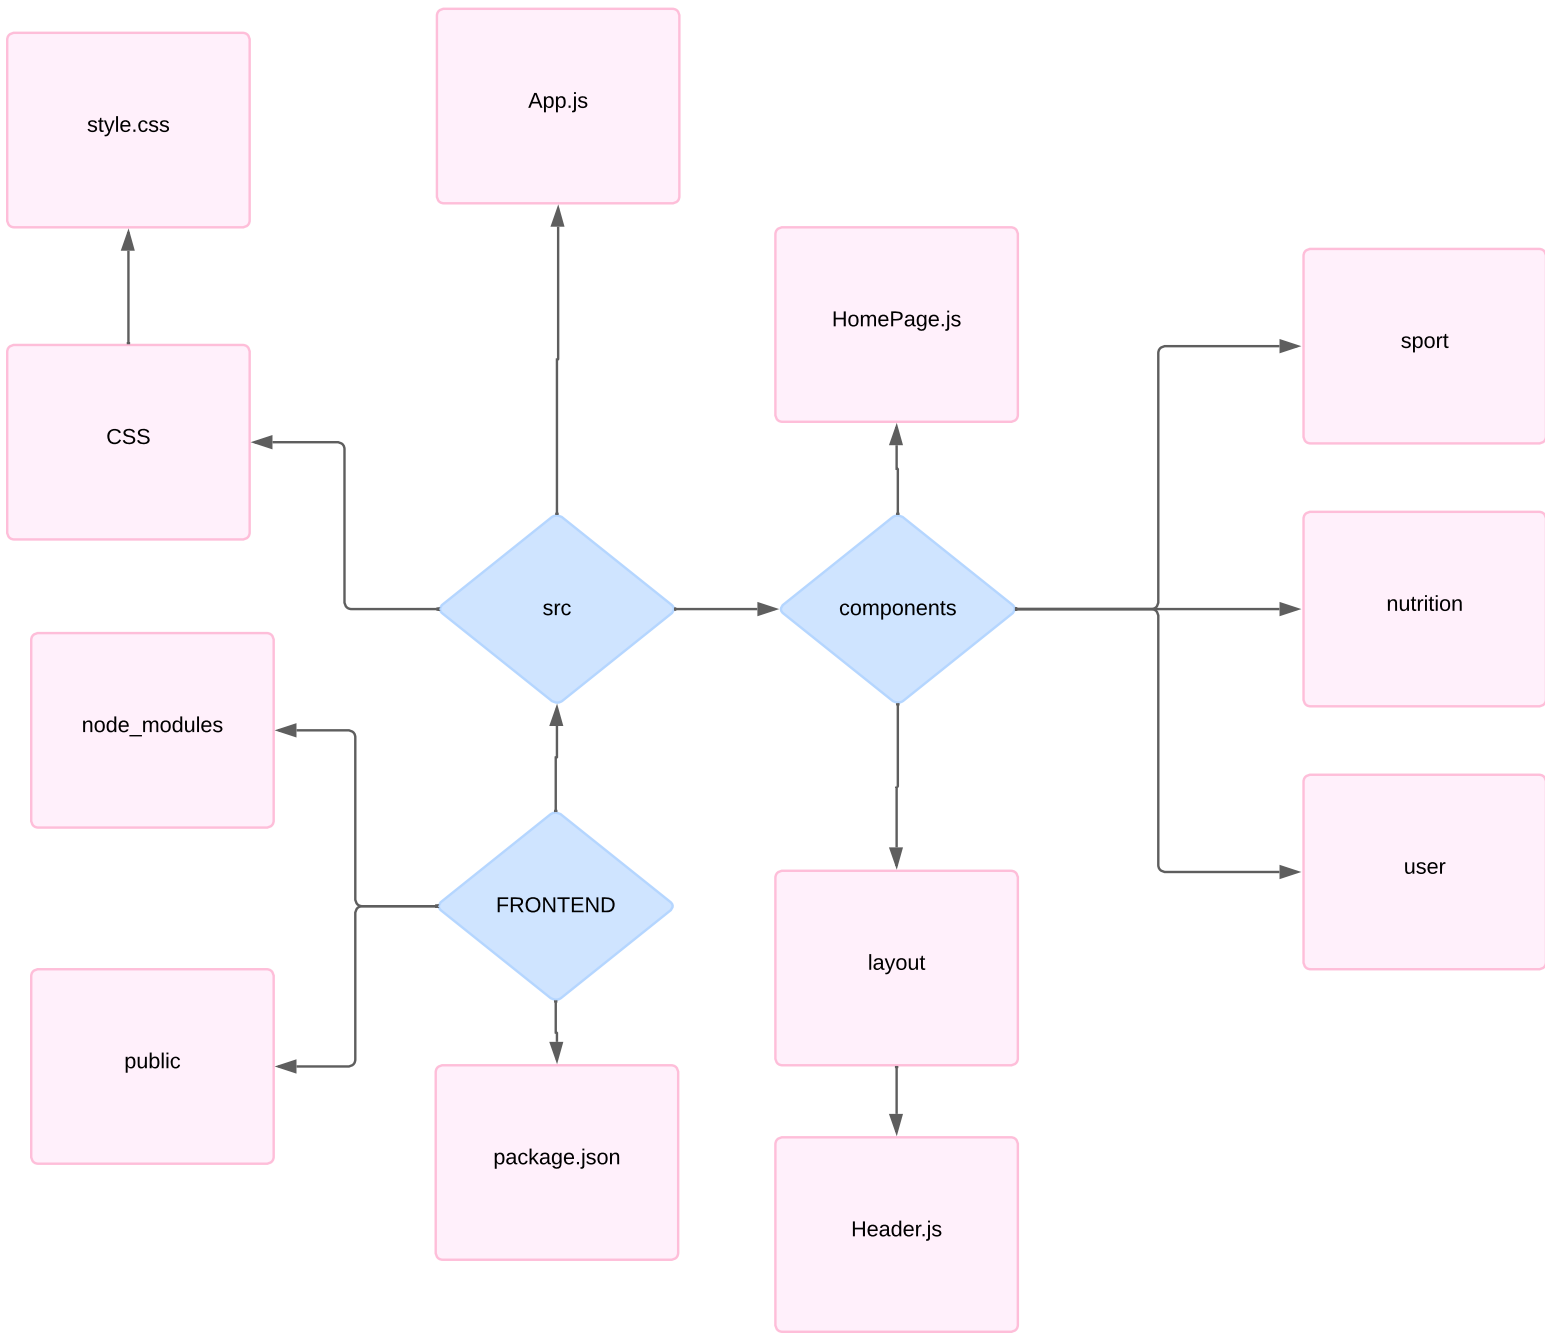 App.js
style.css
HomePage.js
sport
CSS
src
components
nutrition
node_modules
user
FRONTEND
layout
public
package.json
Header.js